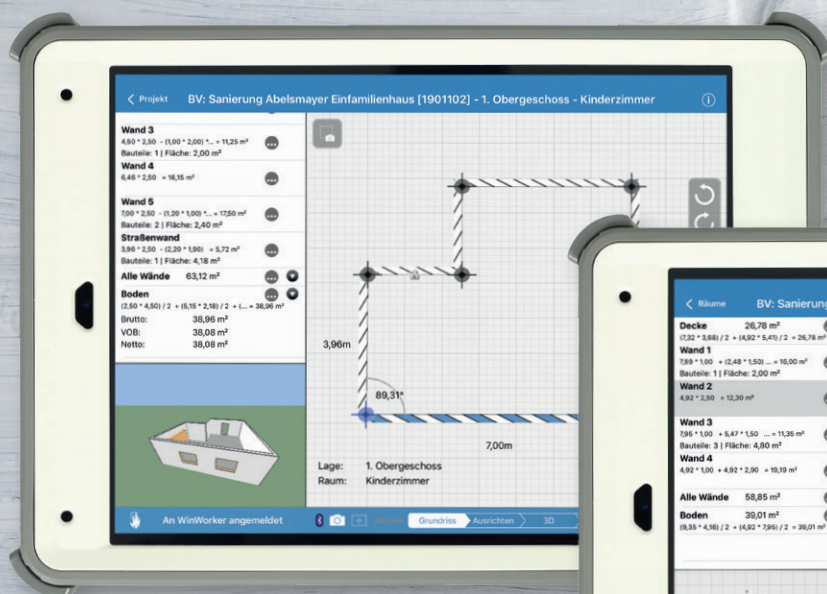 Projekt
BV: Sanierung Abelsmayer Einfamilienhaus [1901102] - 1. Obergeschoss - Kinderzimmer
Wand 3
4,50 * 2,50 - (1,00 * 2,00) *... = 11,25 m²
Bauteile: 1 | Fläche: 2,00 m²
Wand 4
6,46 * 2,50 = 16,15 m²
Wand 5
7,00 * 2,50 - (1,20 * 1,00) *... = 17,50 m²
Bauteile: 2 | Fläche: 2,40 m²
Straßenwand
3,96 * 2,50 - (2,20 * 1,90) = 5,72 m²
Bauteile: 1 | Fläche: 4,18 m²
Alle Wände 63,12 m²
Boden
(2,50 * 4,50) / 2 + (5,15 * 2,18) / 2 + (... = 38,96 m²
Brutto: 38,96 m²
VOB: 38,08 m²
Netto: 38,08 m²
3,96m
89,31°
7,00m
Lage: 1. Obergeschoss
Raum: Kinderzimmer
An WinWorker angemeldet
Grundriss
Ausrichten
3D
Räume
BV: Sanierung
Decke 26,78 m²
(7,32 * 3,68) / 2 + (4,92 * 5,41) / 2 = 26,78 m²
Wand 1
7,89 * 1,00 + (2,48 * 1,50) ... = 16,00 m²
Bauteile: 1 | Fläche: 2,00 m²
Wand 2
4,92 * 2,50 = 12,30 m²
Wand 3
7,95 * 1,00 + 5,47 * 1,50 ... = 11,35 m²
Bauteile: 3 | Fläche: 4,80 m²
Wand 4
4,92 * 1,00 + 4,92 * 2,90 = 19,19 m²
Alle Wände 58,85 m²
Boden 39,01 m²
(9,35 * 4,16) / 2 + (4,92 * 7,95) / 2 = 39,01 m²